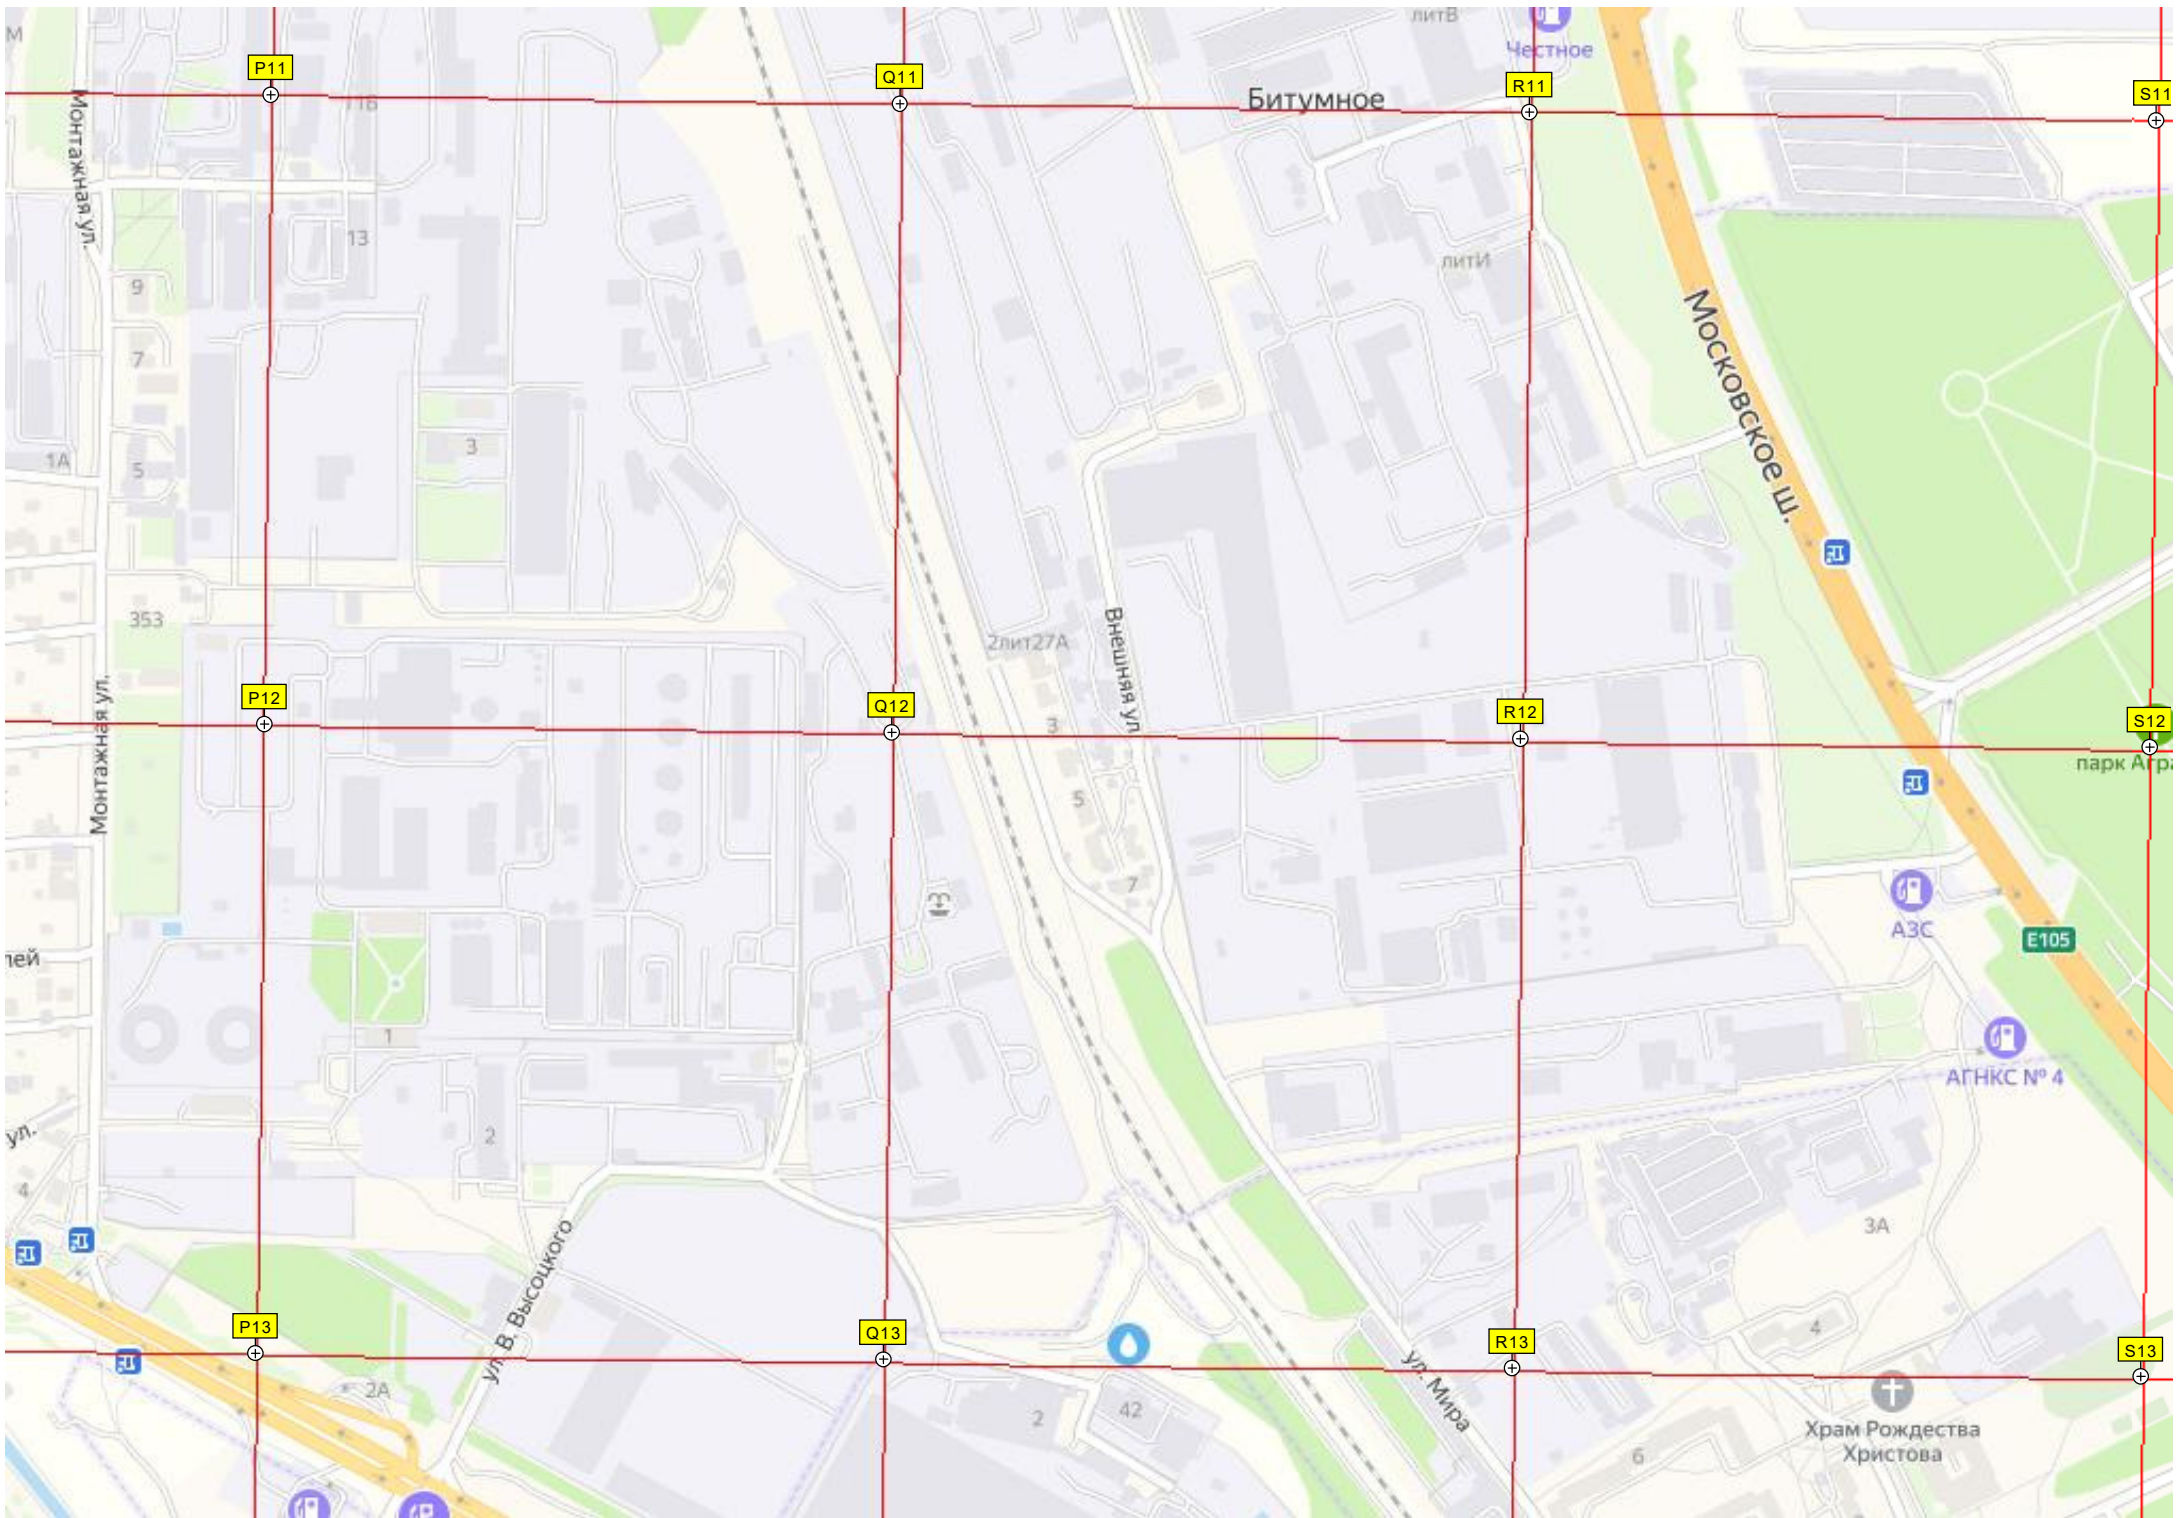 литВ
Честное
М
P11
Q11
R11
S11
11Б
Битумное
Монтажная ул.
13
литИ
9
7
Московское ш.
3
1А
5
353
2лит27А
Внешняя ул
P12
Q12
R12
S12
Монтажная ул.
3
парк Агра
5
7
АЗС
E105
лей
1
АГНКС № 4
ул.
2
4
3А
ул. В. Высоцкого
P13
Q13
R13
S13
4
ул. Мира
2А
2
42
Храм Рождества
Христова
6